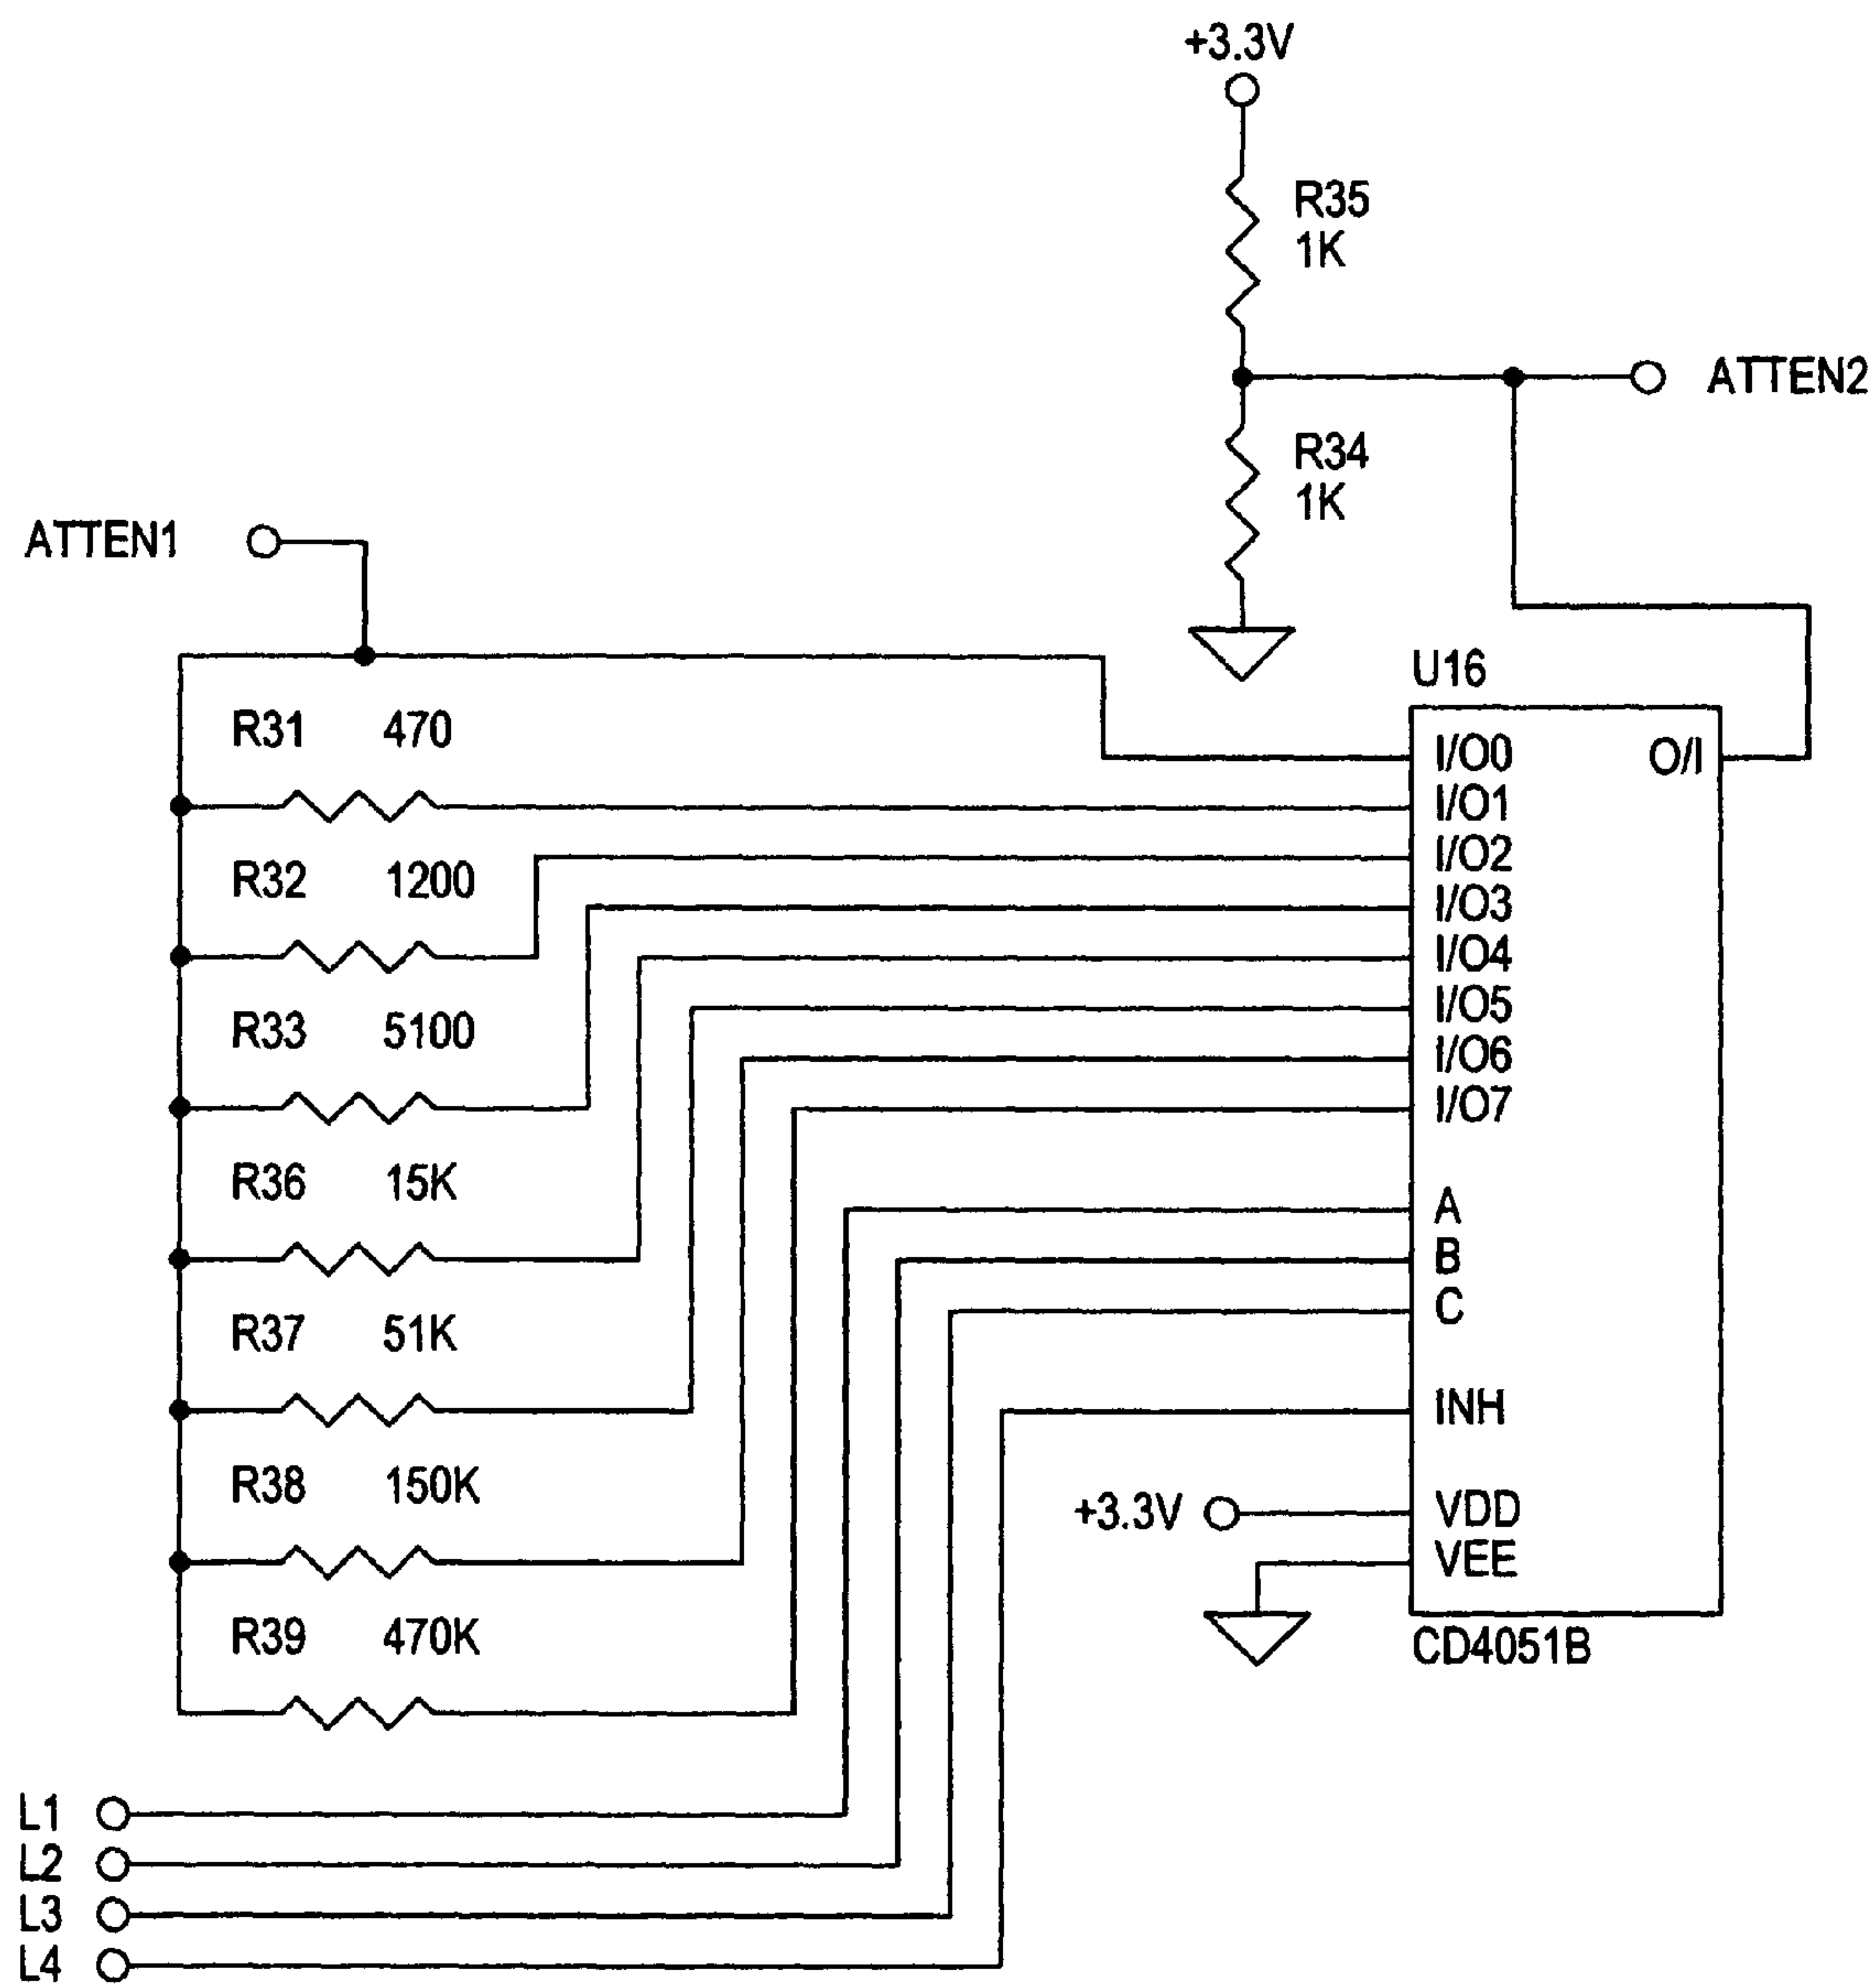 +3.3V
R35
1K
ATTEN2
R34
1K
ATTEN1
U16
R31 470
I/O0 O/I
I/O1
R32 1200
I/O2
I/O3
I/O4
R33 5100
I/O5
I/O6
I/O7
R36 15K
A
B
C
R37 51K
INH
R38 150K
+3.3V VDD
VEE
R39 470K
CD4051B
L1
L2
L3
L4